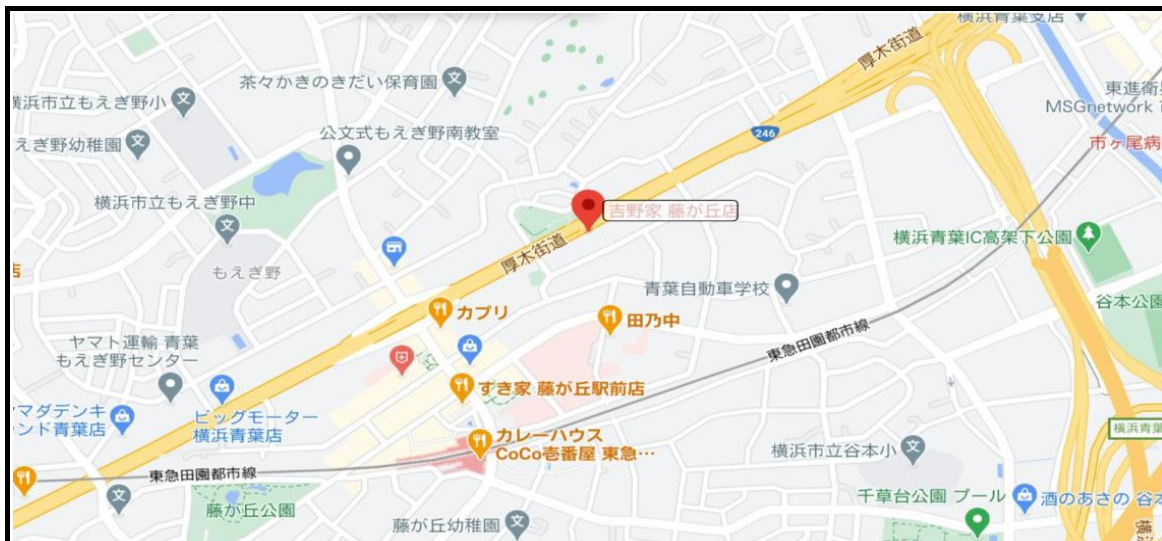 横浜青葉支店
厚木街道
茶々かきのきだい保育園
東進衛
MSGnetwork
横浜市立もえぎ野小
246
公文式もえぎ野南教室
えぎ野幼稚園
市ヶ尾病
横浜市立もえぎ野中
吉野家 藤が丘店
厚木街道
横浜青葉IC高架下公園
もえぎ野
店
青葉自動車学校
谷本公園
カプリ
田乃中
ヤマト運輸 青葉
もえぎ野センター
東急田園都市線
すき家 藤が丘駅前店
ヤマダデンキ
ンド青葉店
ビッグモーター
横浜青葉店
横浜青葉
カレーハウス
CoCo壱番屋 東急…
横浜市立谷本小
東急田園都市線
千草台公園 プール
酒のあさの 谷本
藤が丘公園
藤が丘幼稚園
横浜